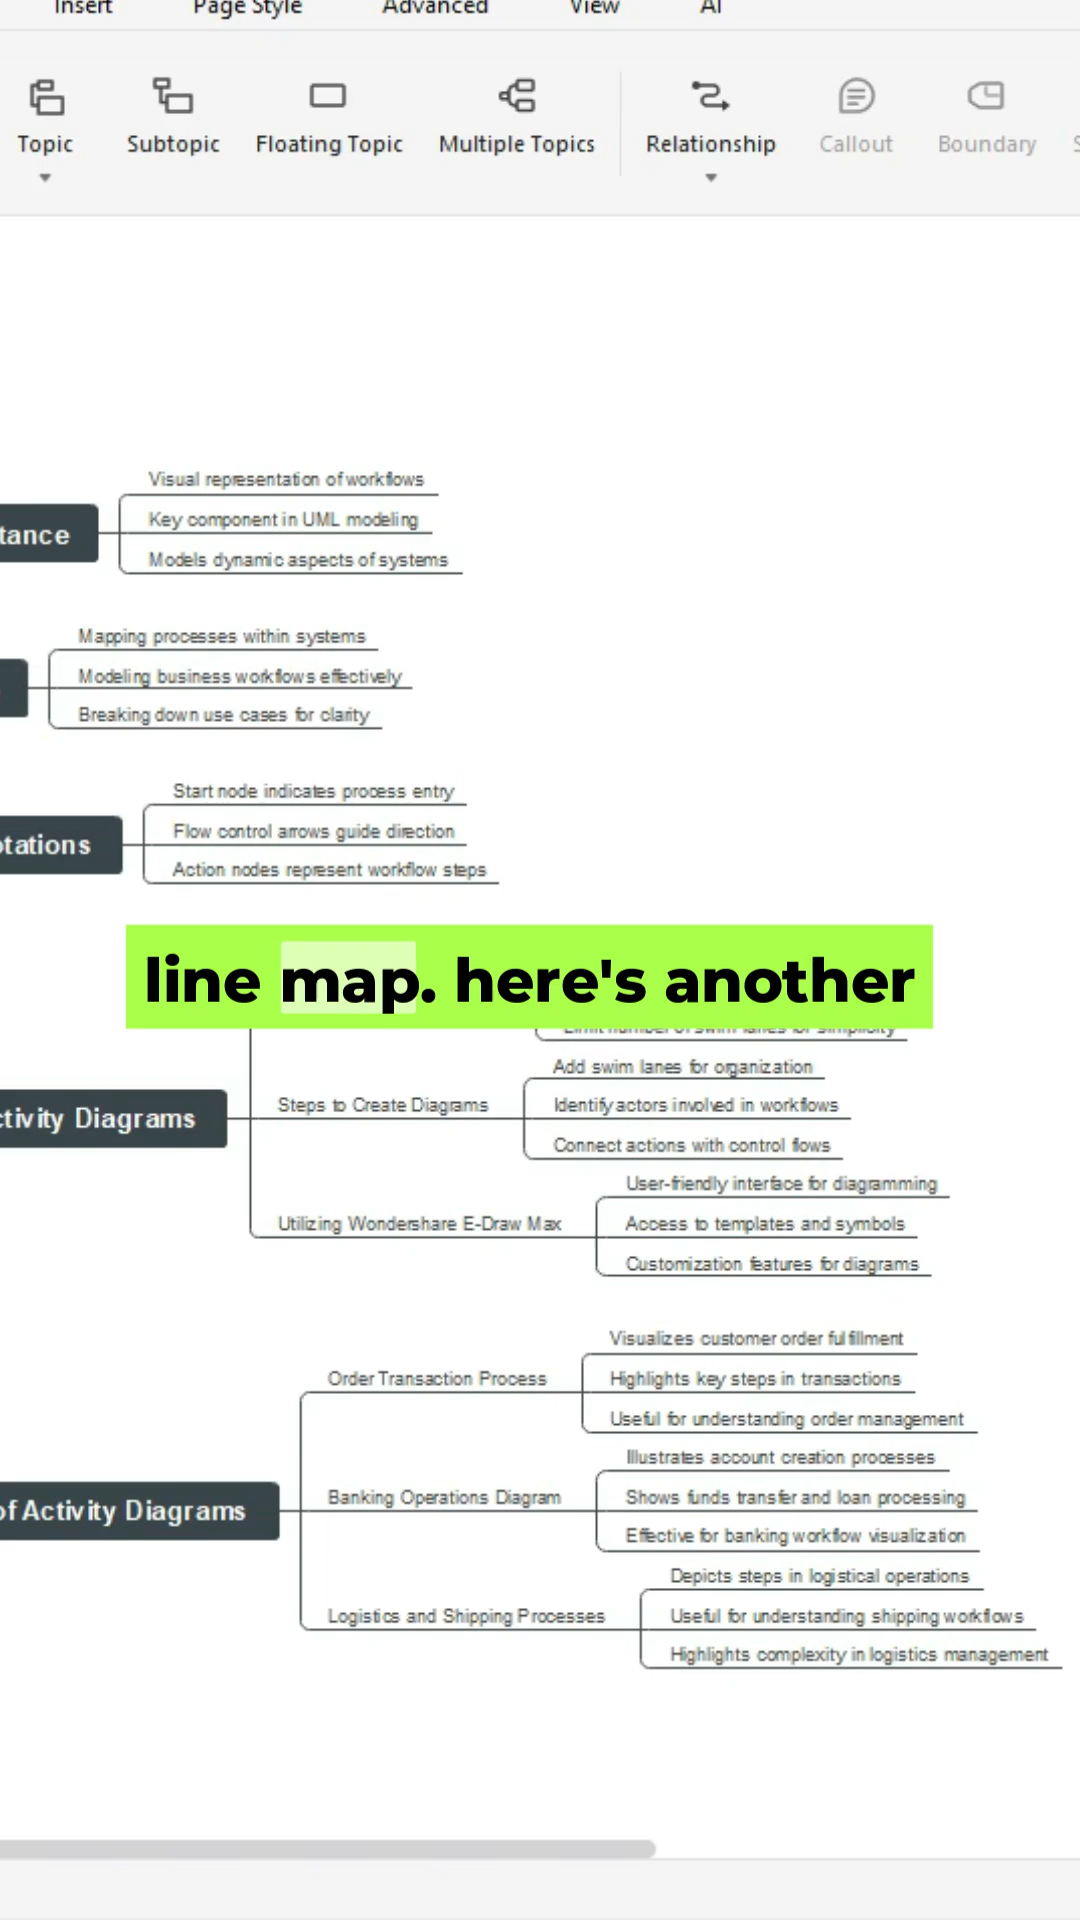 Insert Page Style Advanced View AI
Topic Subtopic Floating Topic Multiple Topics Relationship Callout Boundary
Visual representation of workflows
tance
Key component in UML modeling
Models dynamic aspects of systems
Mapping processes within systems
Modeling business workflows effectively
Breaking down use cases for clarity
Start node indicates process entry
otations
Flow control arrows guide direction
Action nodes represent workflow steps
line map. here's another
Limit number of swim lanes for simplicity
Add swim lanes for organization
ctivity Diagrams
Steps to Create Diagrams
Identify actors involved in workflows
Connect actions with control flows
User-friendly interface for diagramming
Utilizing Wondershare E-Draw Max
Access to templates and symbols
Customization features for diagrams
Visualizes customer order fulfillment
Order Transaction Process
Highlights key steps in transactions
Useful for understanding order management
Illustrates account creation processes
of Activity Diagrams
Banking Operations Diagram
Shows funds transfer and loan processing
Effective for banking workflow visualization
Depicts steps in logistical operations
Logistics and Shipping Processes
Useful for understanding shipping workflows
Highlights complexity in logistics management